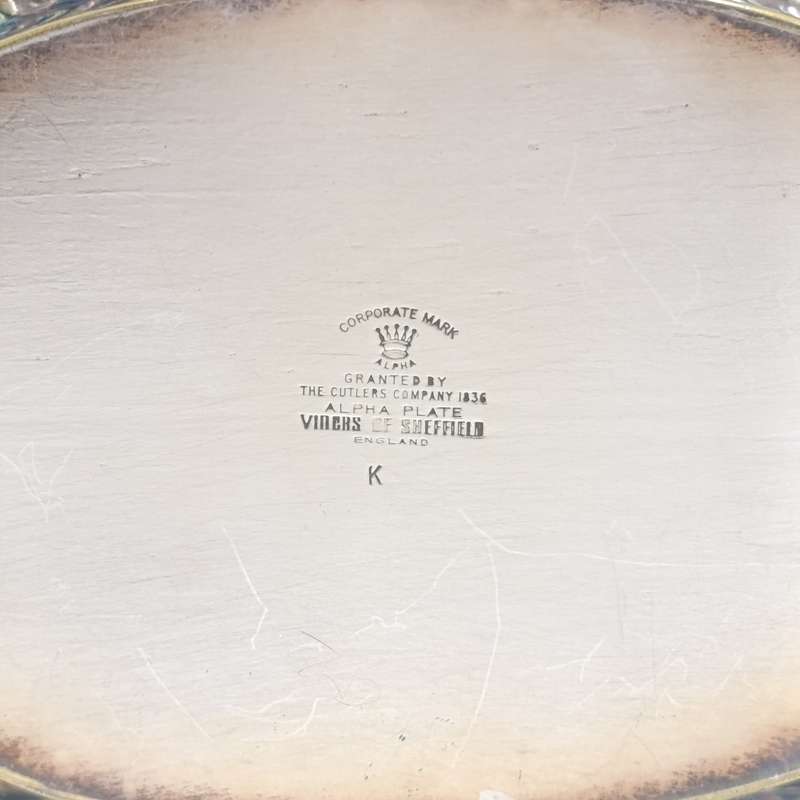 CORPORATE MARK
ALPHA
GRANTED BY
THE CUTLERS COMPANY 1836
ALPHA PLATE
VINERS OF SHEFFIELD
ENGLAND
K